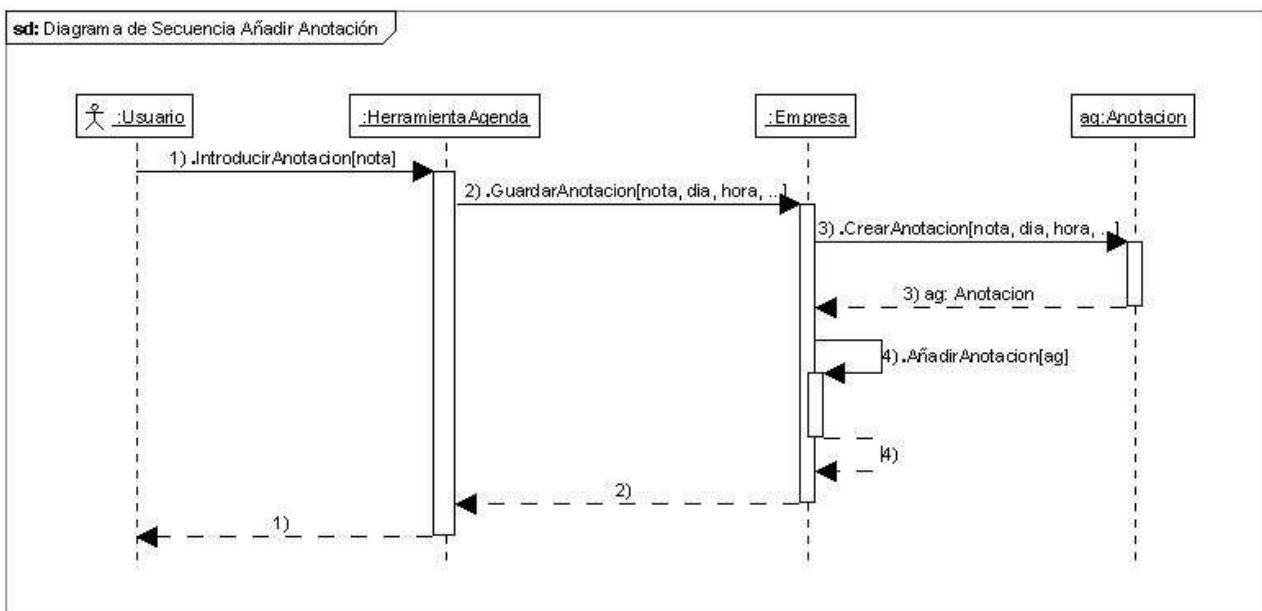 sd: Diagrama de Secuencia Añadir Anotación
:Usuario
:HerramientaAgenda
:Empresa
ag:Anotacion
1) .IntroducirAnotacion[nota]
2) .GuardarAnotacion[nota, dia, hora, ...]
3) .CrearAnotacion[nota, dia, hora, ...]
3) ag: Anotacion
4) .AñadirAnotacion[ag]
4)
2)
1)